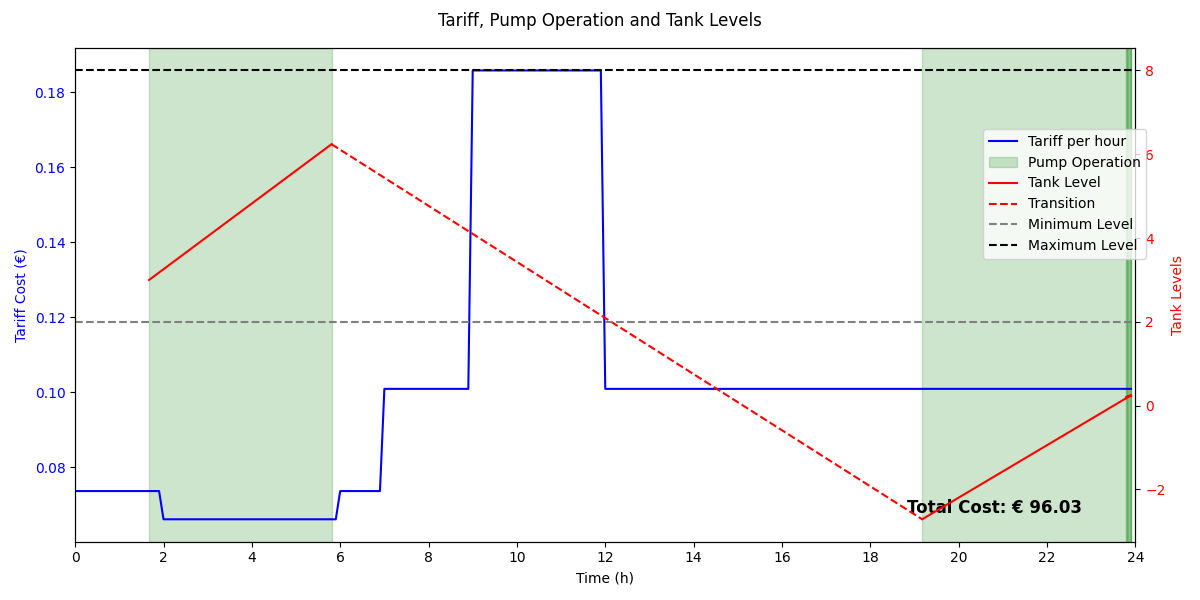 Tariff, Pump Operation and Tank Levels
0.18
0.16
0.14
0.12
0.10
0.08
Tariff Cost (€)
8
6
4
2
0
−2
Tank Levels
Tariff per hour
Pump Operation
Tank Level
Transition
Minimum Level
Maximum Level
Total Cost: € 96.03
0 2 4 6 8 10 12 14 16 18 20 22 24
Time (h)